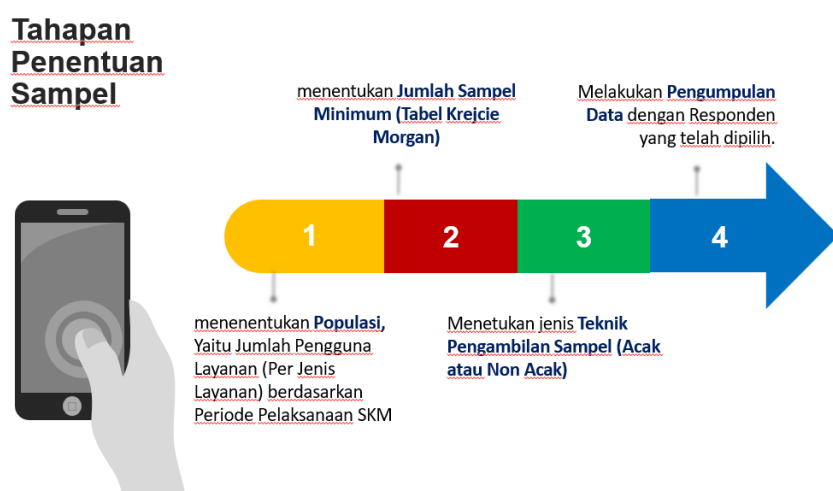 Tahapan
Penentuan
Sampel
menentukan Jumlah Sampel
Minimum (Tabel Krejcie
Morgan)
Melakukan Pengumpulan
Data dengan Responden
yang telah dipilih.
1
2
3
4
menenentukan Populasi,
Yaitu Jumlah Pengguna
Layanan (Per Jenis
Layanan) berdasarkan
Periode Pelaksanaan SKM
Menetukan jenis Teknik
Pengambilan Sampel (Acak
atau Non Acak)